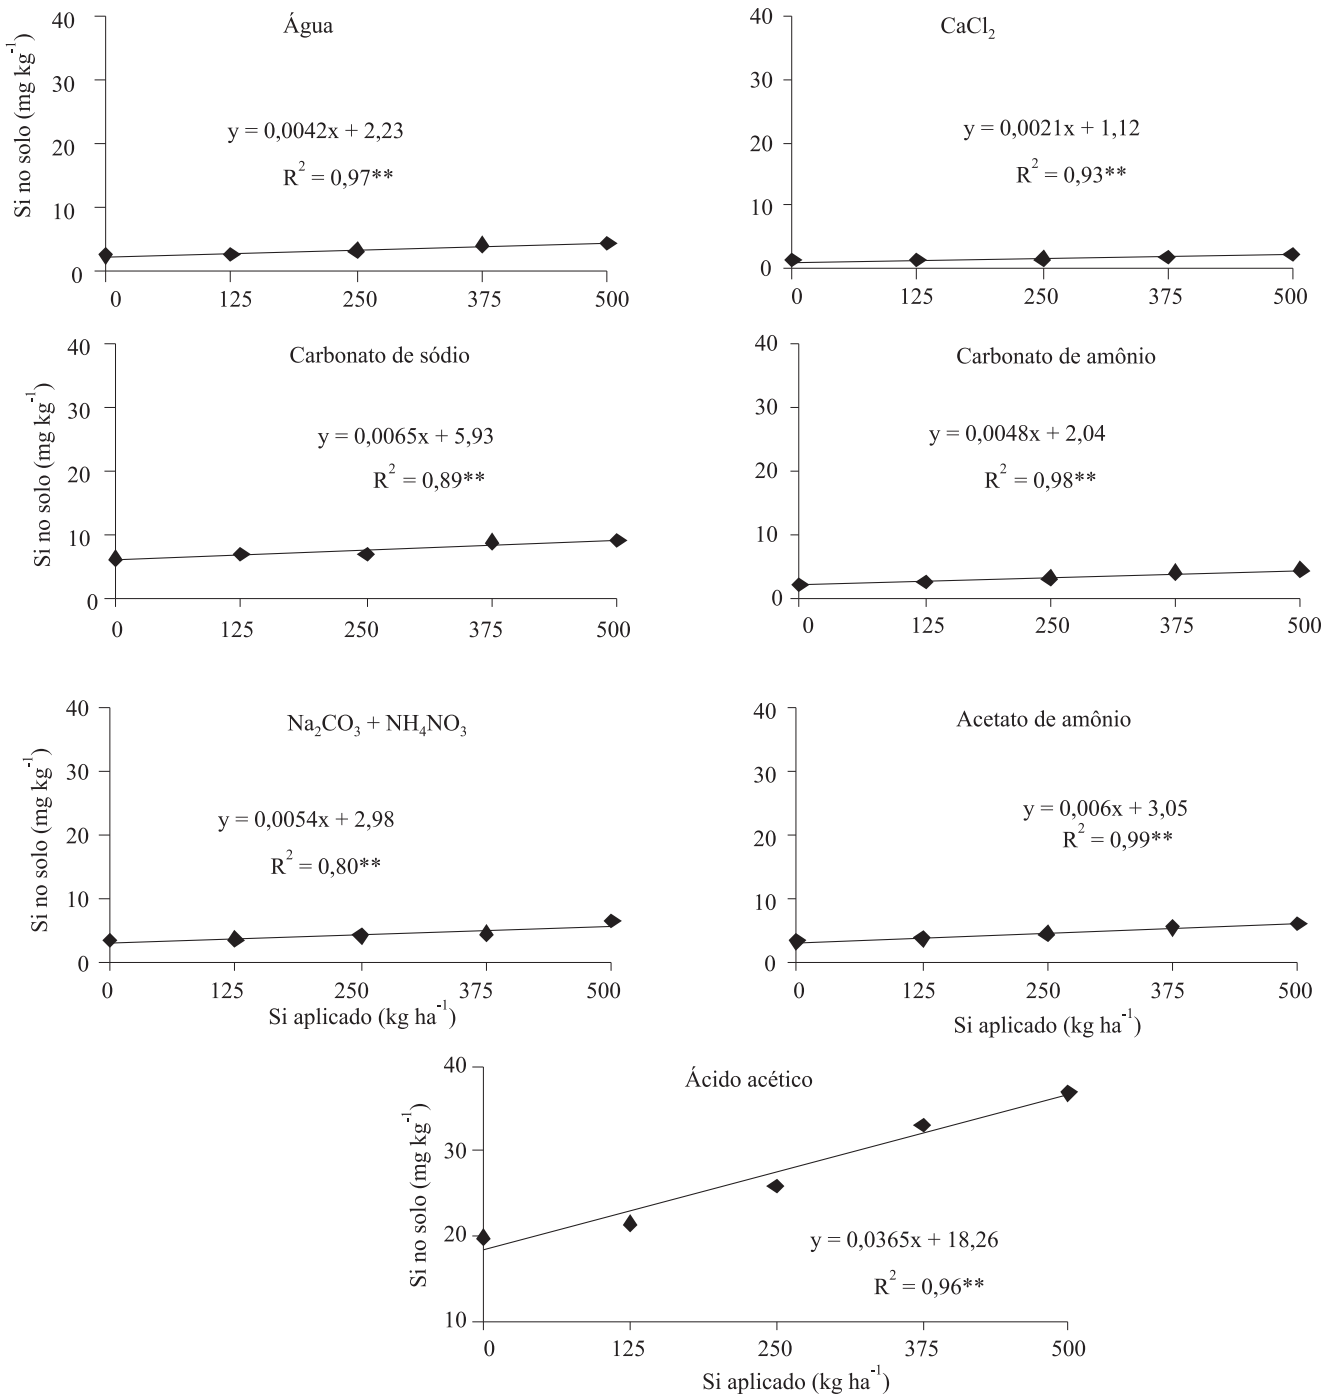 Água
Si no solo (mg kg⁻¹)
40
30
20
10
0
y = 0,0042x + 2,23
R² = 0,97**
0 125 250 375 500
CaCl₂
40
30
20
10
0
y = 0,0021x + 1,12
R² = 0,93**
0 125 250 375 500
Carbonato de sódio
Si no solo (mg kg⁻¹)
40
30
20
10
0
y = 0,0065x + 5,93
R² = 0,89**
0 125 250 375 500
Carbonato de amônio
40
30
20
10
0
y = 0,0048x + 2,04
R² = 0,98**
0 125 250 375 500
Na₂CO₃ + NH₄NO₃
Si no solo (mg kg⁻¹)
40
30
20
10
0
y = 0,0054x + 2,98
R² = 0,80**
0 125 250 375 500
Si aplicado (kg ha⁻¹)
Acetato de amônio
40
30
20
10
0
y = 0,006x + 3,05
R² = 0,99**
0 125 250 375 500
Si aplicado (kg ha⁻¹)
Ácido acético
Si no solo (mg kg⁻¹)
40
30
20
10
y = 0,0365x + 18,26
R² = 0,96**
0 125 250 375 500
Si aplicado (kg ha⁻¹)